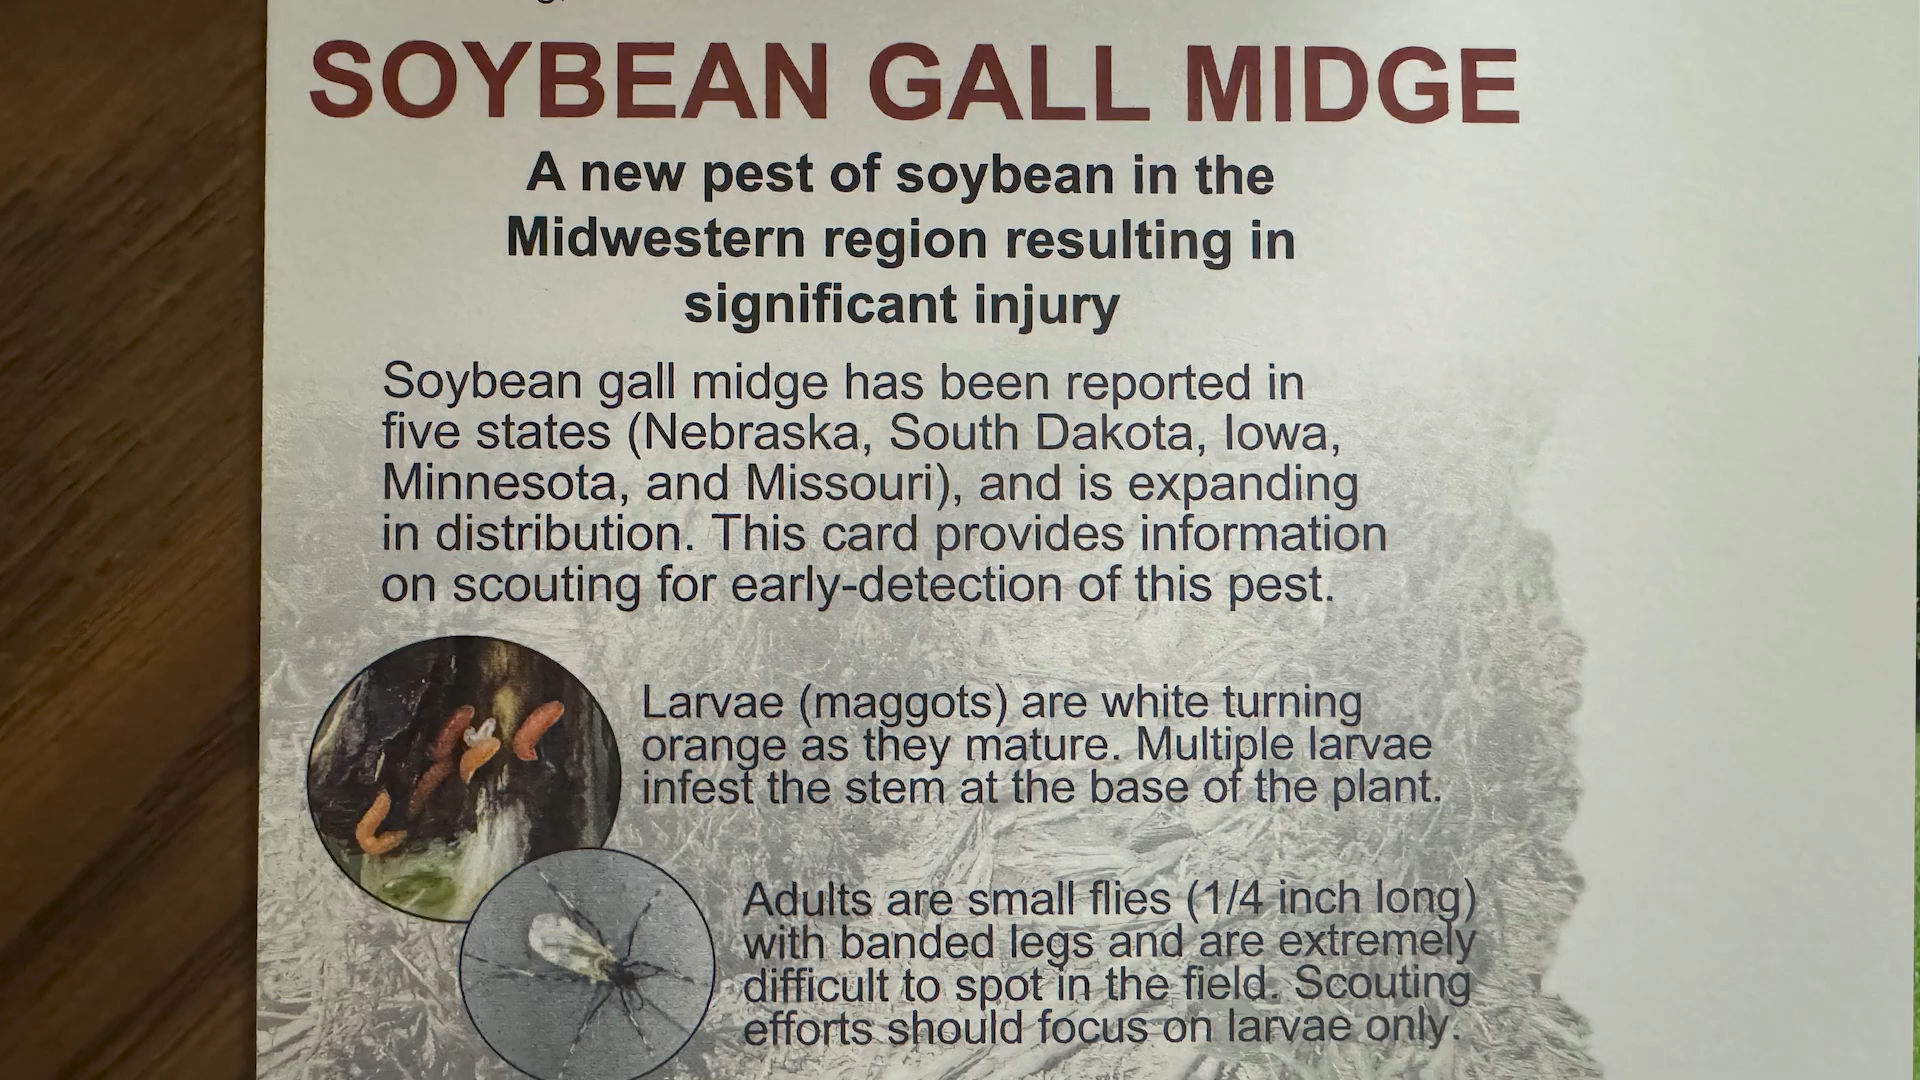 SOYBEAN GALL MIDGE
A new pest of soybean in the
Midwestern region resulting in
significant injury
Soybean gall midge has been reported in
five states (Nebraska, South Dakota, Iowa,
Minnesota, and Missouri), and is expanding
in distribution. This card provides information
on scouting for early-detection of this pest.
Larvae (maggots) are white turning
orange as they mature. Multiple larvae
infest the stem at the base of the plant.
Adults are small flies (1/4 inch long)
with banded legs and are extremely
difficult to spot in the field. Scouting
efforts should focus on larvae only.